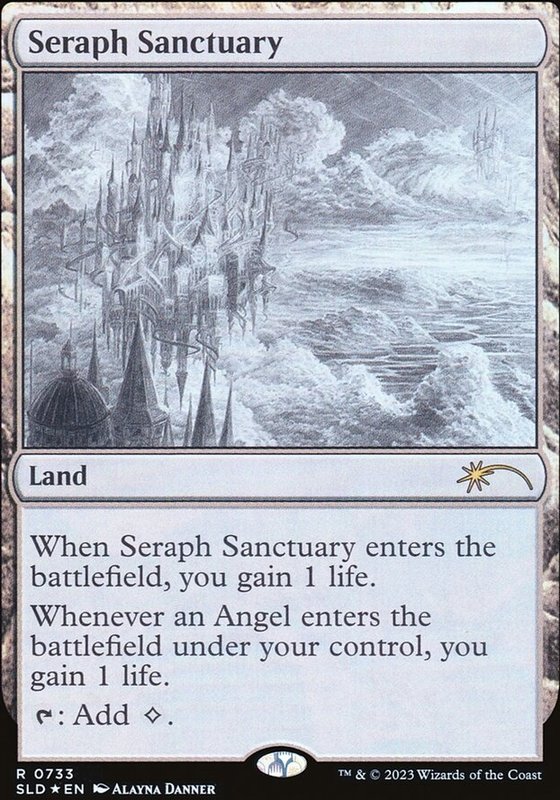 Seraph Sanctuary
Land
When Seraph Sanctuary enters the
battlefield, you gain 1 life.
Whenever an Angel enters the
battlefield under your control, you
gain 1 life.
: Add .
R 0733
SLD ★ EN Alayna Danner
™ & © 2023 Wizards of the Coast